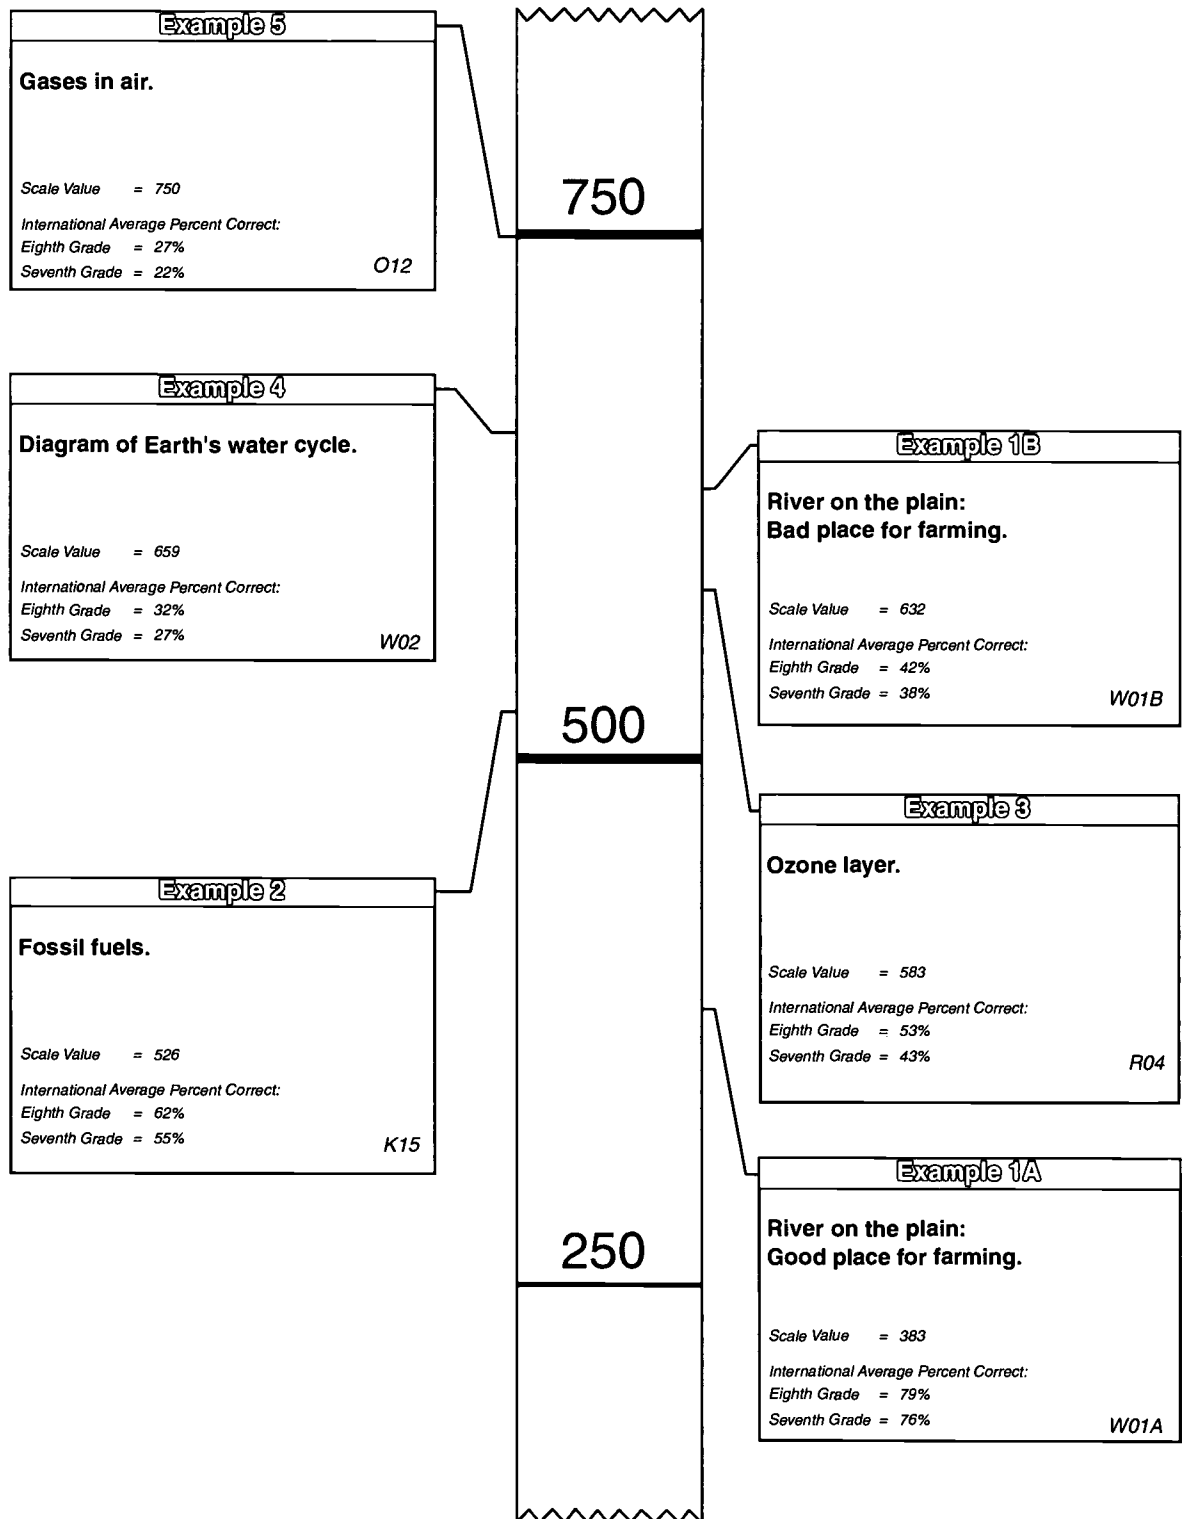 Example 5
Gases in air.
Scale Value = 750
International Average Percent Correct:
Eighth Grade = 27%
Seventh Grade = 22%
O12
Example 4
Diagram of Earth's water cycle.
Scale Value = 659
International Average Percent Correct:
Eighth Grade = 32%
Seventh Grade = 27%
W02
Example 2
Fossil fuels.
Scale Value = 526
International Average Percent Correct:
Eighth Grade = 62%
Seventh Grade = 55%
K15
750
500
250
Example 1B
River on the plain:
Bad place for farming.
Scale Value = 632
International Average Percent Correct:
Eighth Grade = 42%
Seventh Grade = 38%
W01B
Example 3
Ozone layer.
Scale Value = 583
International Average Percent Correct:
Eighth Grade = 53%
Seventh Grade = 43%
R04
Example 1A
River on the plain:
Good place for farming.
Scale Value = 383
International Average Percent Correct:
Eighth Grade = 79%
Seventh Grade = 76%
W01A